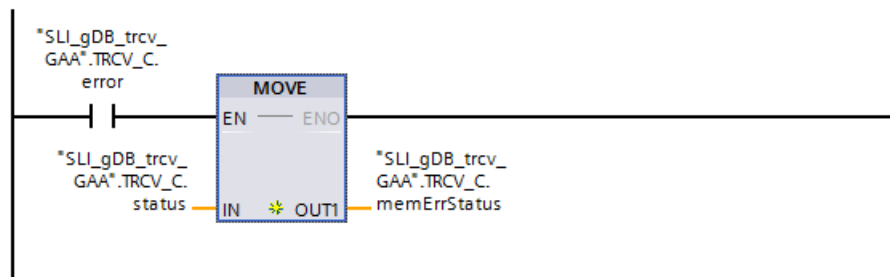 "SLI_gDB_trcv_
GAA".TRCV_C.
error
MOVE
EN
ENO
"SLI_gDB_trcv_
GAA".TRCV_C.
status
IN
OUT1
"SLI_gDB_trcv_
GAA".TRCV_C.
memErrStatus